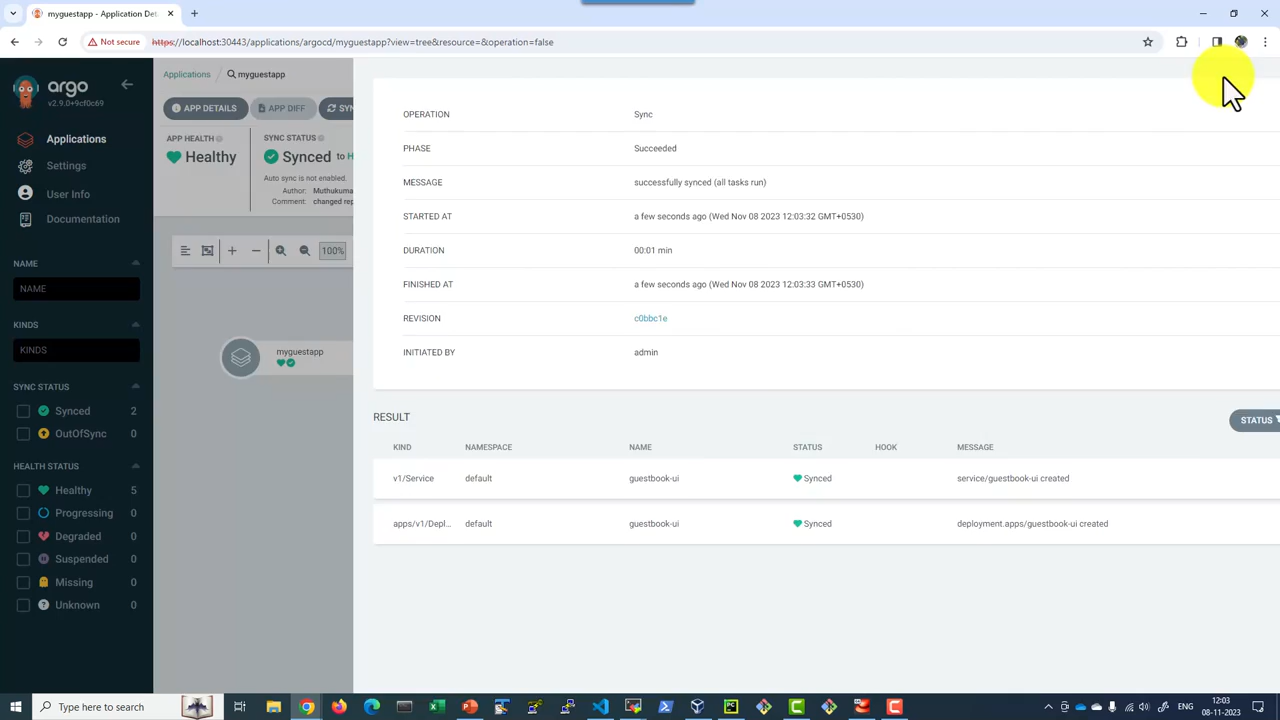 myguestapp - Application Det
Not secure
https://localhost:30443/applications/argocd/myguestapp?view=tree&resource=&operation=false
argo
v2.9.0+9cf0c69
Applications
Settings
User Info
Documentation
NAME
NAME
KINDS
KINDS
SYNC STATUS
Synced 2
OutOfSync 0
HEALTH STATUS
Healthy 5
Progressing 0
Degraded 0
Suspended 0
Missing 0
Unknown 0
Applications / myguestapp
APP DETAILS
APP DIFF
SYN
APP HEALTH
Healthy
SYNC STATUS
Synced to H
Auto sync is not enabled.
Author: Muthukuma
Comment: changed rep
100%
myguestapp
OPERATION Sync
PHASE Succeeded
MESSAGE successfully synced (all tasks run)
STARTED AT a few seconds ago (Wed Nov 08 2023 12:03:32 GMT+0530)
DURATION 00:01 min
FINISHED AT a few seconds ago (Wed Nov 08 2023 12:03:33 GMT+0530)
REVISION c0bbc1e
INITIATED BY admin
RESULT
STATUS
KIND NAMESPACE NAME STATUS HOOK MESSAGE
v1/Service default guestbook-ui Synced service/guestbook-ui created
apps/v1/Depl... default guestbook-ui Synced deployment.apps/guestbook-ui created
Type here to search
ENG
12:03
08-11-2023